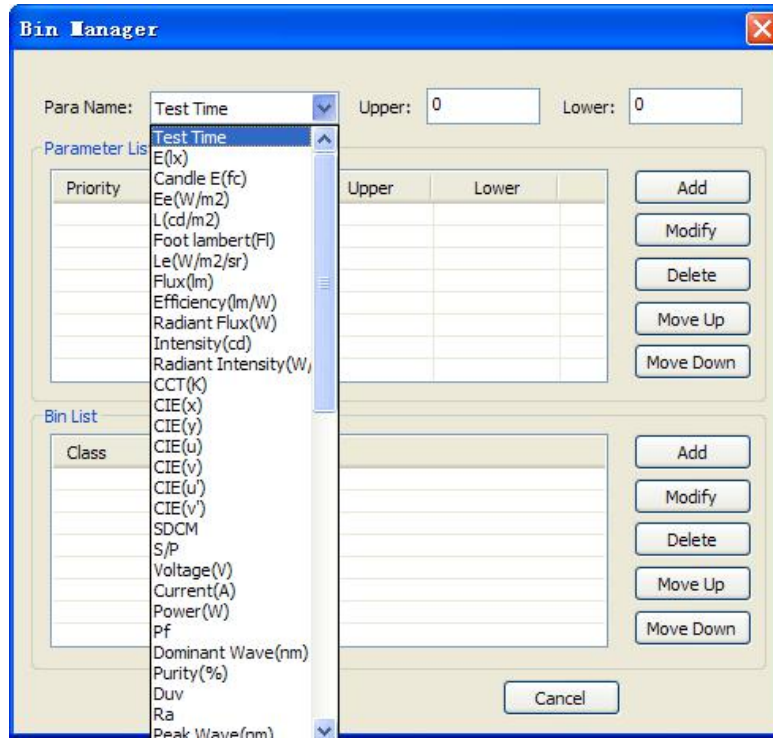 Bin Manager
Para Name: Test Time Upper: 0 Lower: 0
Test Time
E(lx)
Candle E(fc)
Ee(W/m2)
L(cd/m2)
Foot lambert(Fl)
Le(W/m2/sr)
Flux(lm)
Efficiency(lm/W)
Radiant Flux(W)
Intensity(cd)
Radiant Intensity(W/
CCT(K)
CIE(x)
CIE(y)
CIE(u)
CIE(v)
CIE(u')
CIE(v')
SDCM
S/P
Voltage(V)
Current(A)
Power(W)
Pf
Dominant Wave(nm)
Purity(%)
Duv
Ra
Peak Wave(nm)
Parameter Lis
Priority Upper Lower
Add
Modify
Delete
Move Up
Move Down
Bin List
Class
Add
Modify
Delete
Move Up
Move Down
Cancel